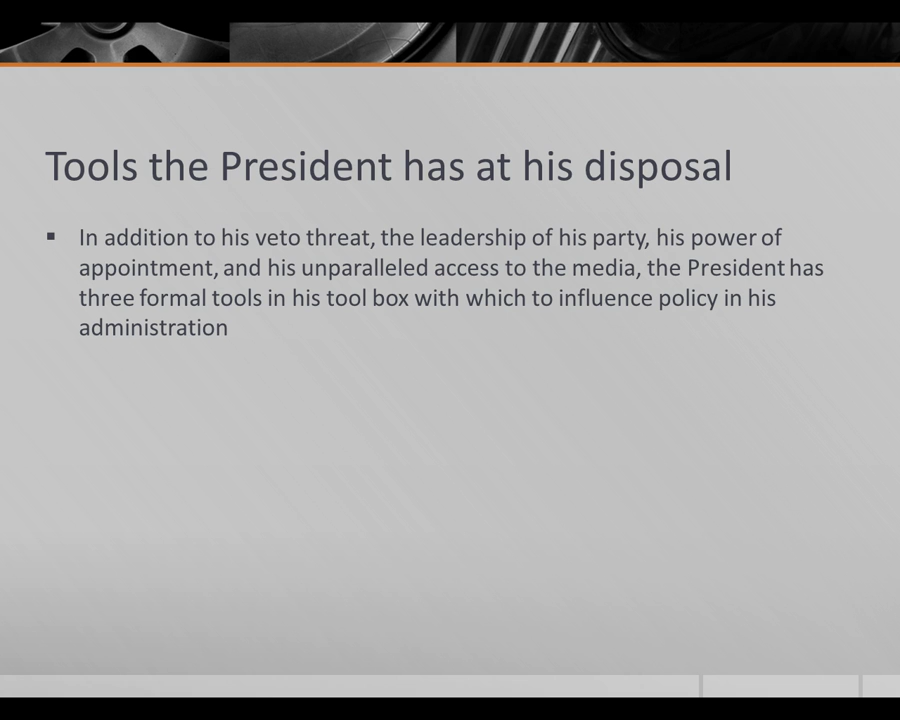 Tools the President has at his disposal
▪ In addition to his veto threat, the leadership of his party, his power of
appointment, and his unparalleled access to the media, the President has
three formal tools in his tool box with which to influence policy in his
administration